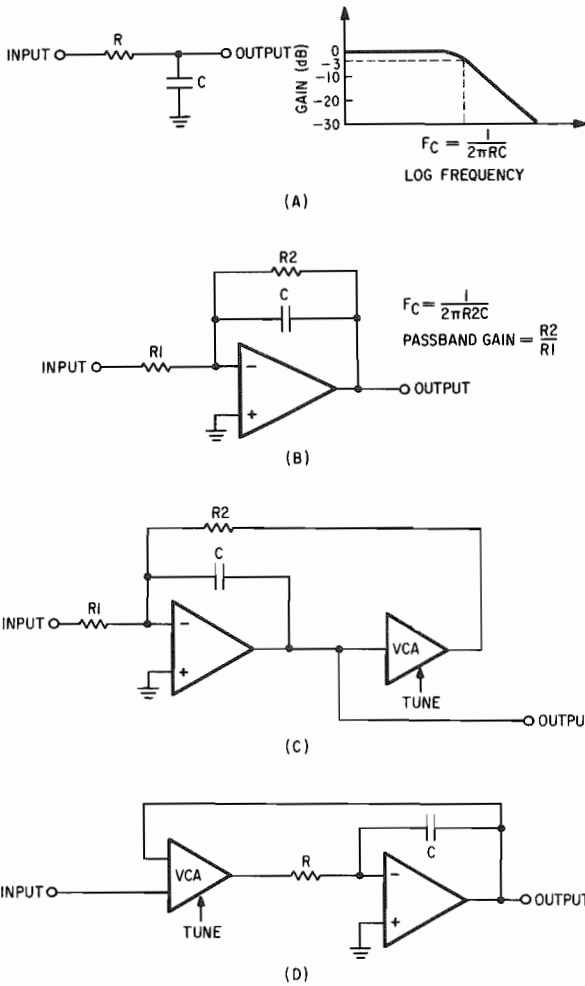 INPUT
R
OUTPUT
C
GAIN (dB)
0
-3
-10
-20
-30
FC = 1/2πRC
LOG FREQUENCY
(A)
R2
C
INPUT
R1
-
+
OUTPUT
FC = 1/2πR2C
PASSBAND GAIN = R2/R1
(B)
R2
C
INPUT
R1
-
+
VCA
TUNE
OUTPU
(C)
INPUT
VCA
TUNE
R
C
-
+
OUTPUT
(D)